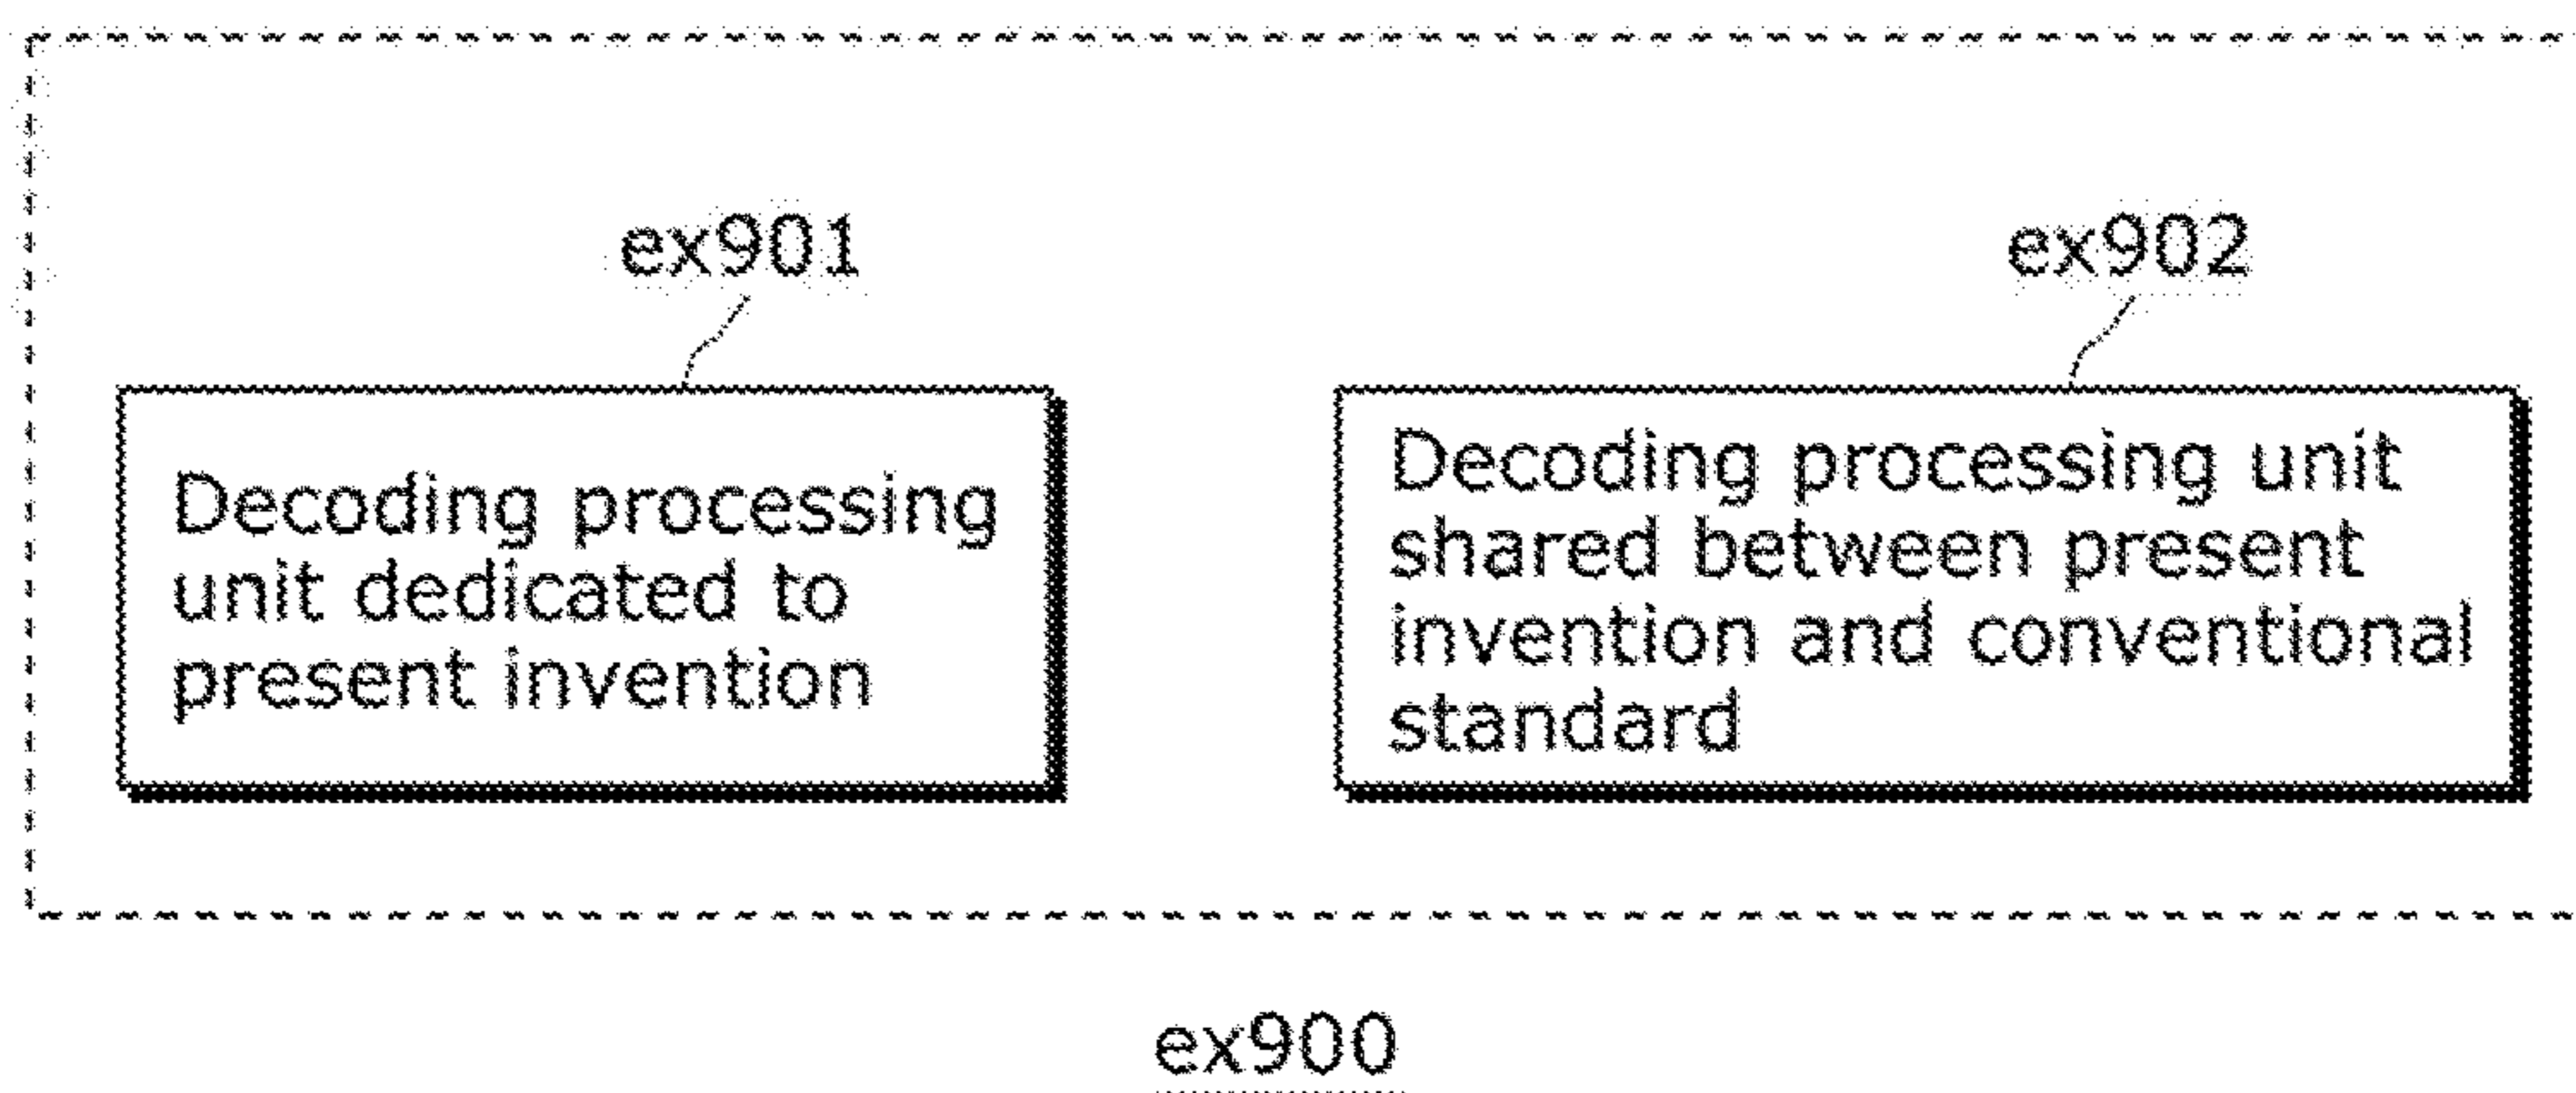 ex901
ex902
Decoding processing
unit dedicated to
present invention
Decoding processing unit
shared between present
invention and conventional
standard
ex900